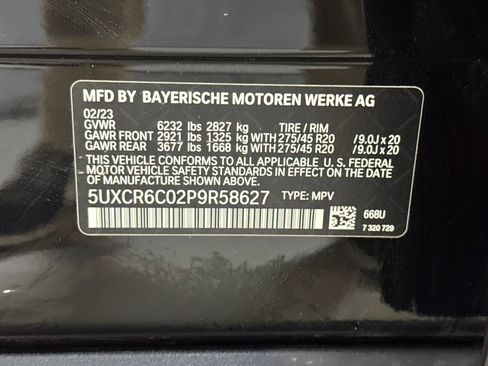 MFD BY BAYERISCHE MOTOREN WERKE AG
02/23
GVWR 6232 lbs 2827 kg TIRE / RIM
GAWR FRONT 2921 lbs 1325 kg WITH 275/45 R20 /9.0J x 20
GAWR REAR 3677 lbs 1668 kg WITH 275/45 R20 /9.0J x 20
THIS VEHICLE CONFORMS TO ALL APPLICABLE U. S. FEDERAL
MOTOR VEHICLE SAFETY STANDARDS IN EFFECT ON THE DATE
OF MANUFACTURE SHOWN ABOVE.
5UXCR6C02P9R58627 TYPE: MPV
668U
7 320 729